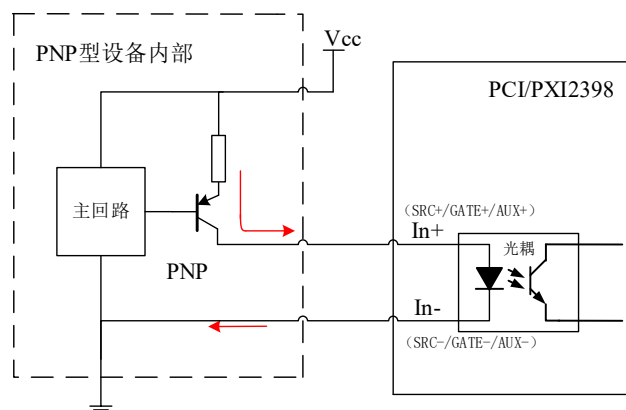 Vcc
PNP型设备内部
PCI/PXI2398
主回路
(SRC+/GATE+/AUX+)
In+
光耦
PNP
In-
(SRC-/GATE-/AUX-)